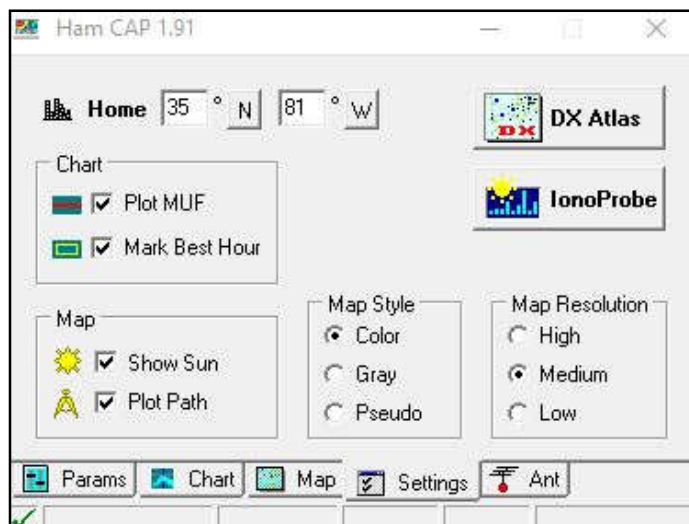 Ham CAP 1.91
Home 35 ° N 81 ° W
DX DX Atlas
IonoProbe
Chart
Plot MUF
Mark Best Hour
Map
Show Sun
Plot Path
Map Style
Color
Gray
Pseudo
Map Resolution
High
Medium
Low
Params Chart Map Settings Ant